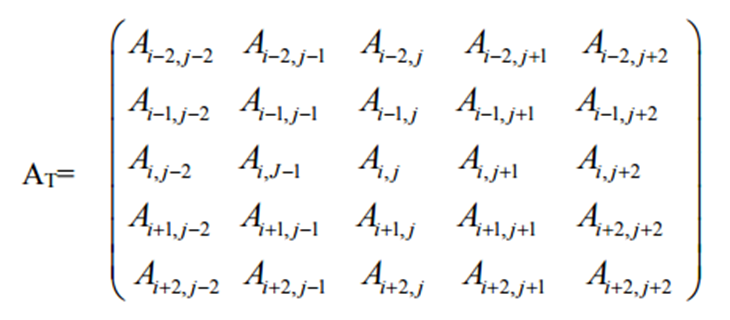 A_{i-2,j-2} A_{i-2,j-1} A_{i-2,j} A_{i-2,j+1} A_{i-2,j+2}
A_{i-1,j-2} A_{i-1,j-1} A_{i-1,j} A_{i-1,j+1} A_{i-1,j+2}
A_T= A_{i,j-2} A_{i,J-1} A_{i,j} A_{i,j+1} A_{i,j+2}
A_{i+1,j-2} A_{i+1,j-1} A_{i+1,j} A_{i+1,j+1} A_{i+2,j+2}
A_{i+2,j-2} A_{i+2,j-1} A_{i+2,j} A_{i+2,j+1} A_{i+2,j+2}